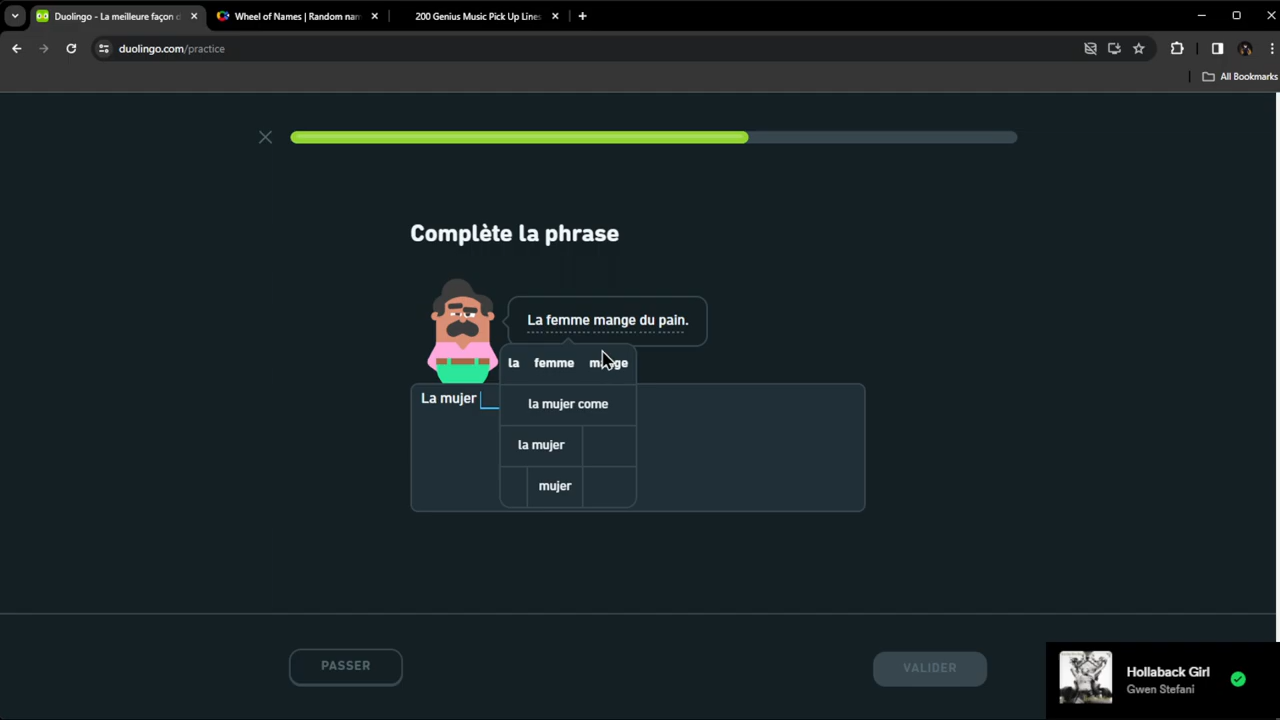 Duolingo - La meilleure façon d
Wheel of Names | Random nam
200 Genius Music Pick Up Lines
duolingo.com/practice
All Bookmarks
Complète la phrase
La femme mange du pain.
la femme mange
La mujer
la mujer come
la mujer
mujer
PASSER
VALIDER
Hollaback Girl
Gwen Stefani